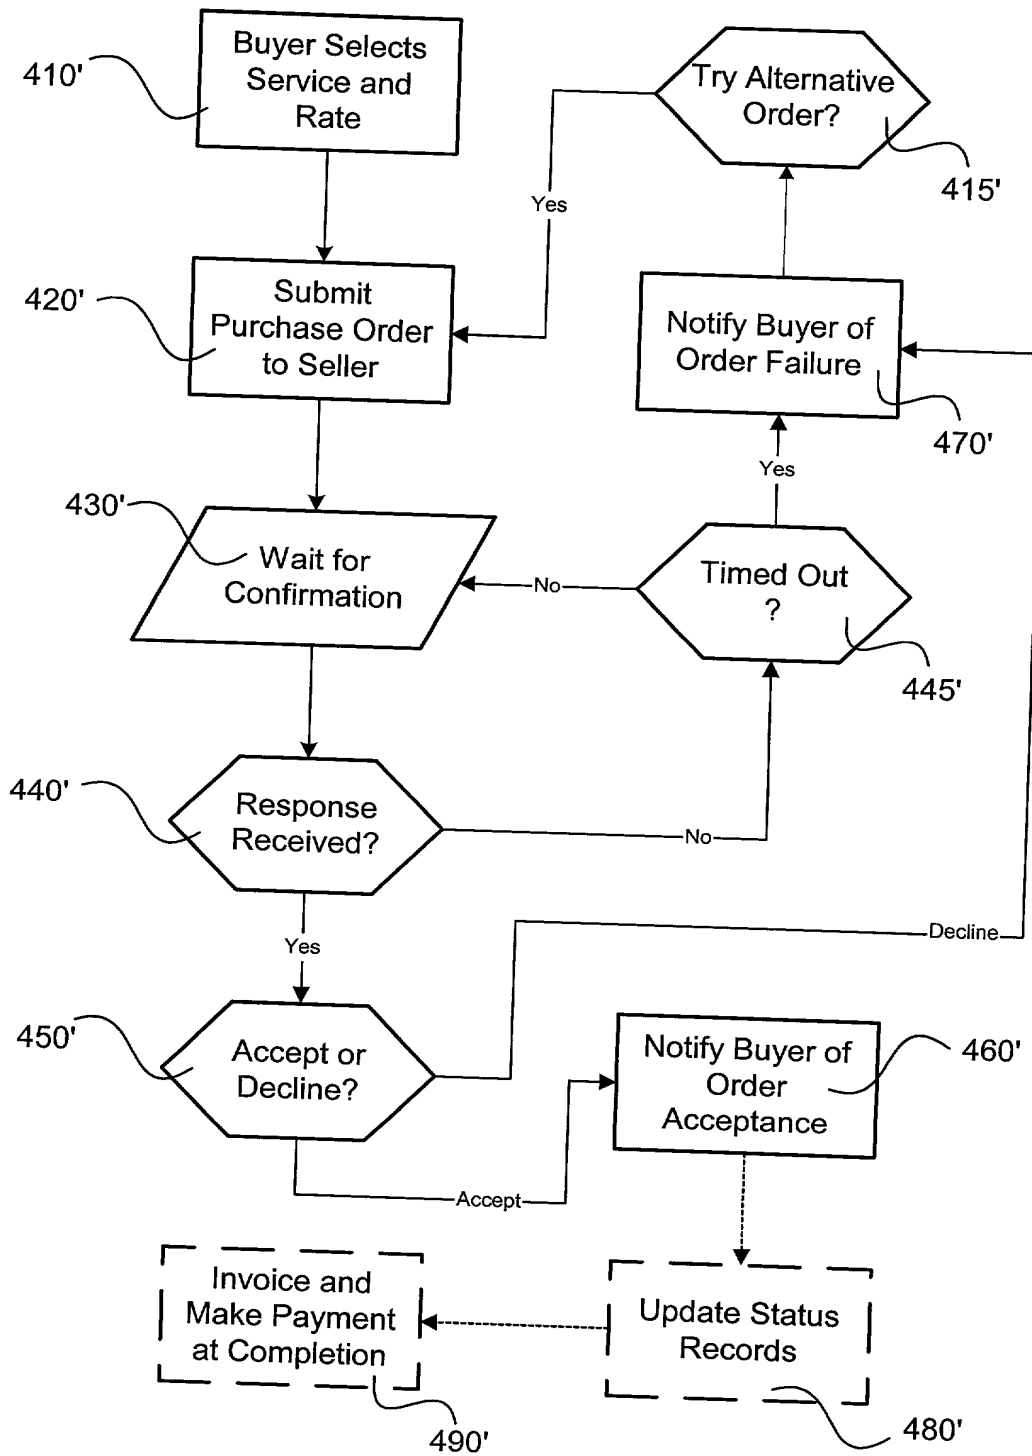 410'
Buyer Selects
Service and
Rate
Try Alternative
Order?
415'
Yes
420'
Submit
Purchase Order
to Seller
Notify Buyer of
Order Failure
470'
Yes
430'
Wait for
Confirmation
No
Timed Out
?
445'
440'
Response
Received?
No
Yes
Decline
450'
Accept or
Decline?
Notify Buyer of
Order
Acceptance
460'
Accept
Invoice and
Make Payment
at Completion
490'
Update Status
Records
480'